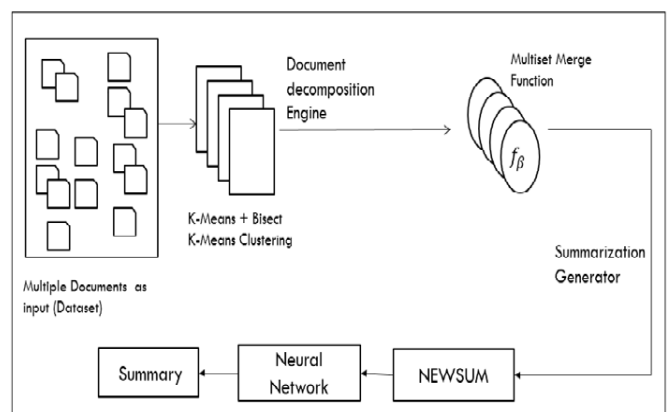 Document
decomposition
Engine
Multiset Merge
Function
fβ
K-Means + Bisect
K-Means Clustering
Multiple Documents as
input (Dataset)
Summarization
Generator
Summary
Neural
Network
NEWSUM